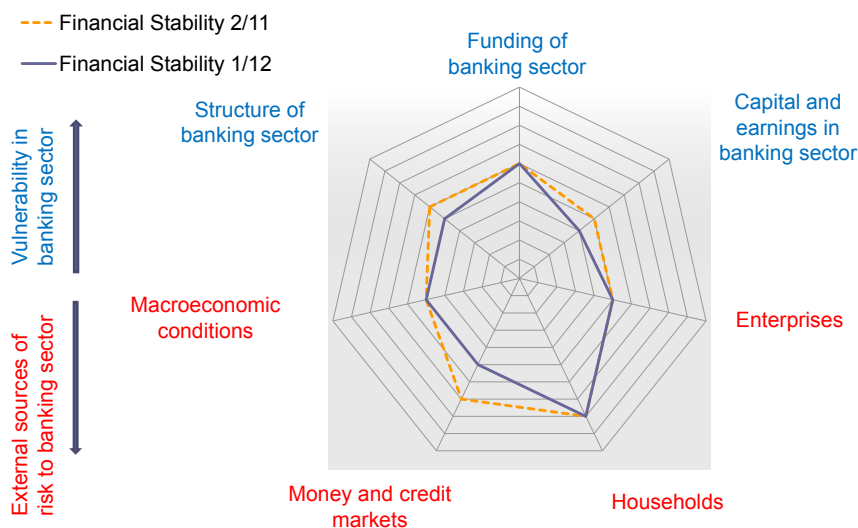 Financial Stability 2/11
Financial Stability 1/12
Funding of
banking sector
Structure of
banking sector
Capital and
earnings in
banking sector
Vulnerability in
banking sector
Macroeconomic
conditions
Enterprises
External sources of
risk to banking sector
Money and credit
markets
Households